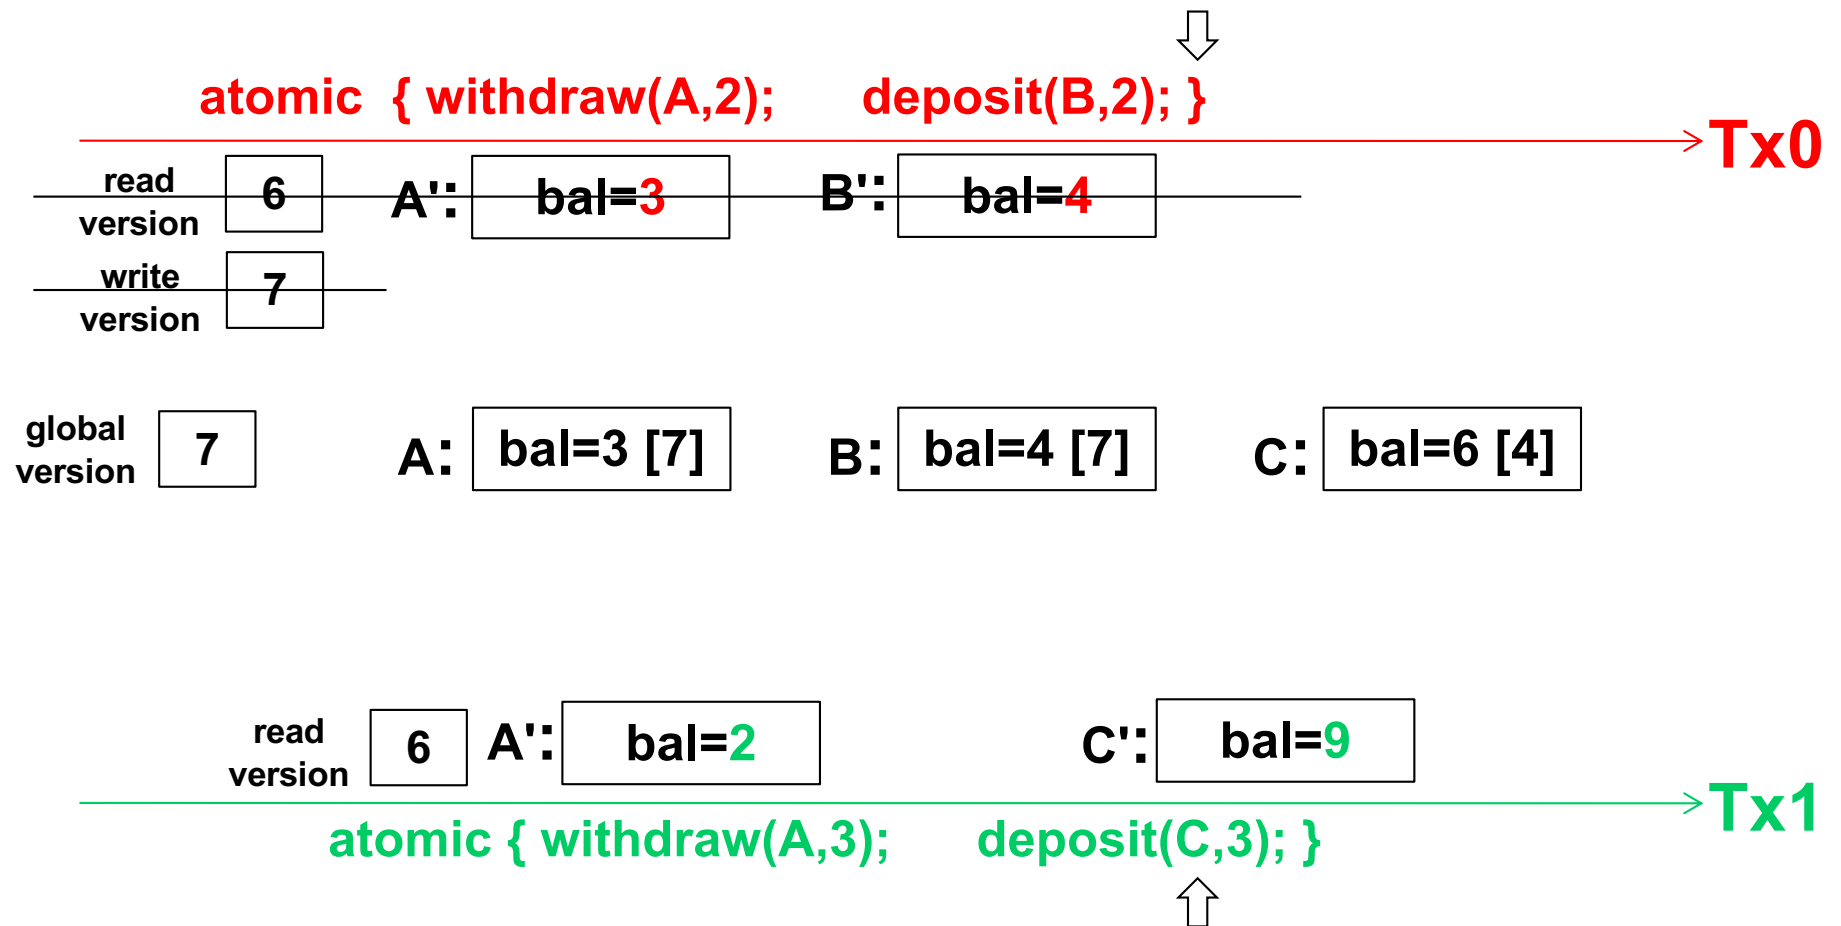 atomic { withdraw(A,2); deposit(B,2); }
Tx0
read version 6 A': bal=3 B': bal=4
write version 7
global version 7 A: bal=3 [7] B: bal=4 [7] C: bal=6 [4]
read version 6 A': bal=2 C': bal=9
Tx1
atomic { withdraw(A,3); deposit(C,3); }